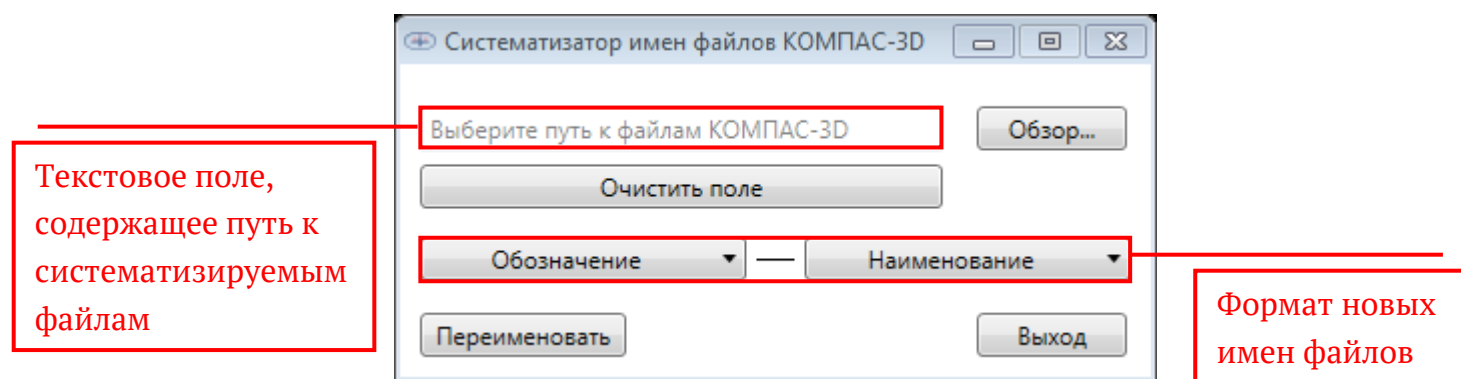 Систематизатор имен файлов КОМПАС-3D
Выберите путь к файлам КОМПАС-3D
Обзор...
Очистить поле
Обозначение
Наименование
Переименовать
Выход
Текстовое поле,
содержащее путь к
систематизируемым
файлам
Формат новых
имен файлов